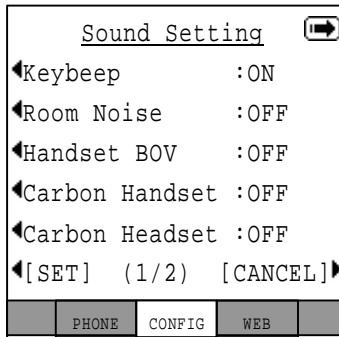 Sound Setting
Keybeep :ON
Room Noise :OFF
Handset BOV :OFF
Carbon Handset :OFF
Carbon Headset :OFF
[SET] (1/2) [CANCEL]
PHONE CONFIG WEB